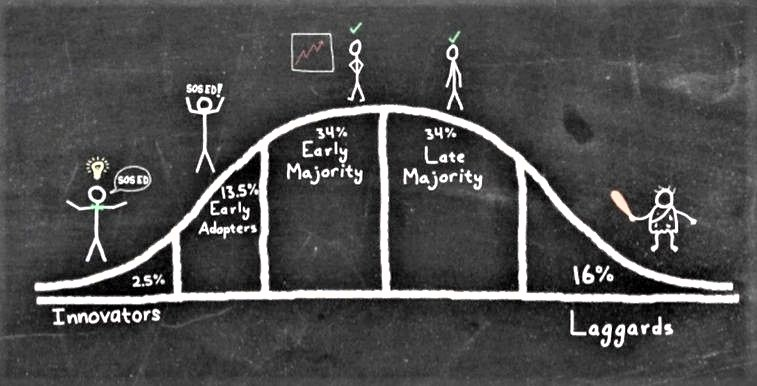 SOSED
SOSED!
34%
Early
Majority
34%
Late
Majority
13.5%
Early
Adopters
2.5%
16%
Innovators
Laggards